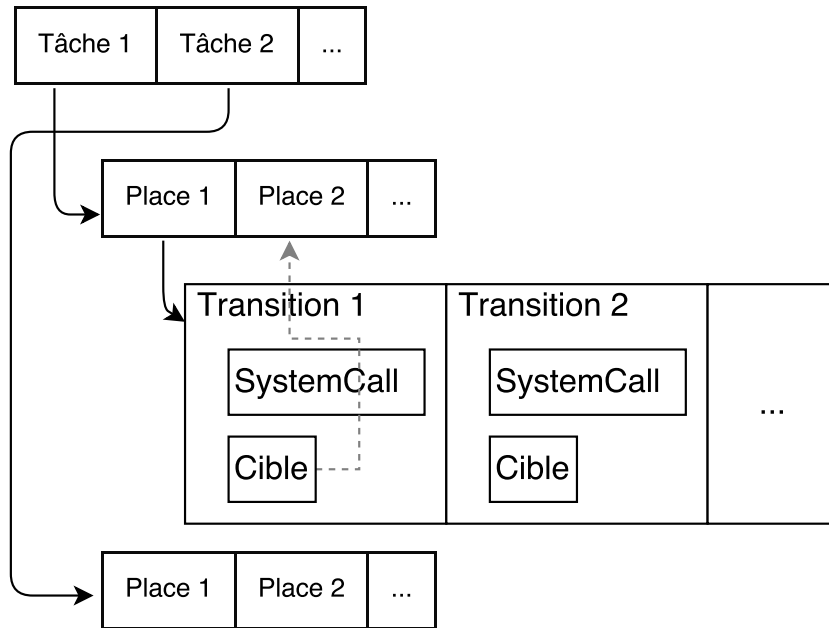 Tâche 1 Tâche 2 ...
Place 1 Place 2 ...
Transition 1 Transition 2
SystemCall SystemCall
...
Cible Cible
Place 1 Place 2 ...